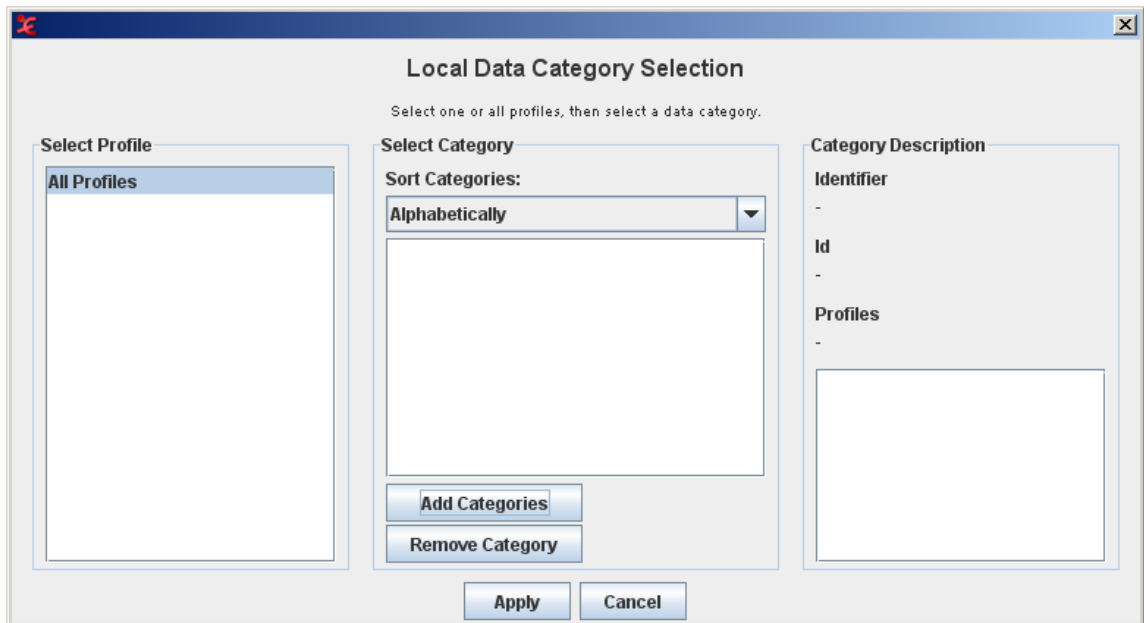 Local Data Category Selection
Select one or all profiles, then select a data category.
Select Profile
All Profiles
Select Category
Sort Categories:
Alphabetically
Add Categories
Remove Category
Category Description
Identifier
-
Id
-
Profiles
-
Apply
Cancel